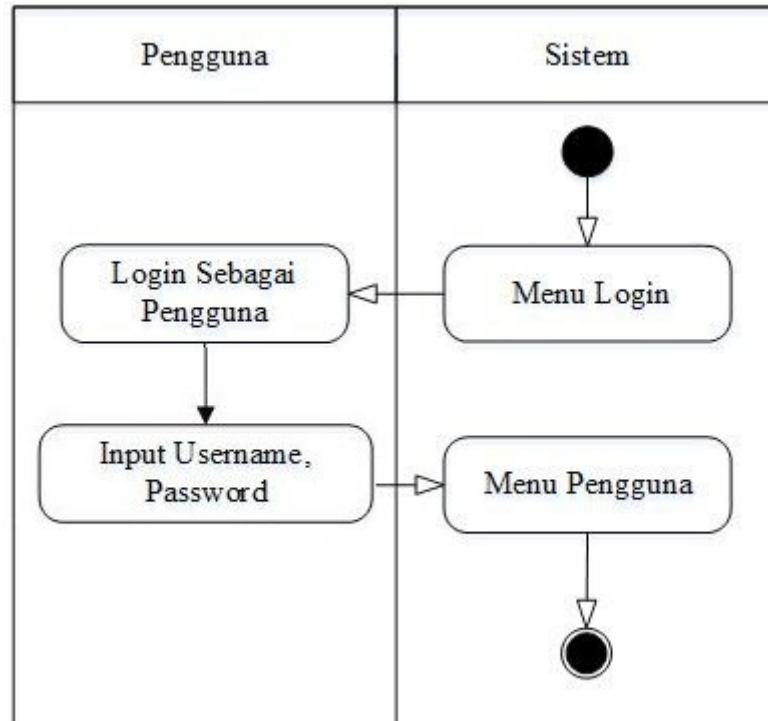 Pengguna
Sistem
Login Sebagai
Pengguna
Menu Login
Input Username,
Password
Menu Pengguna